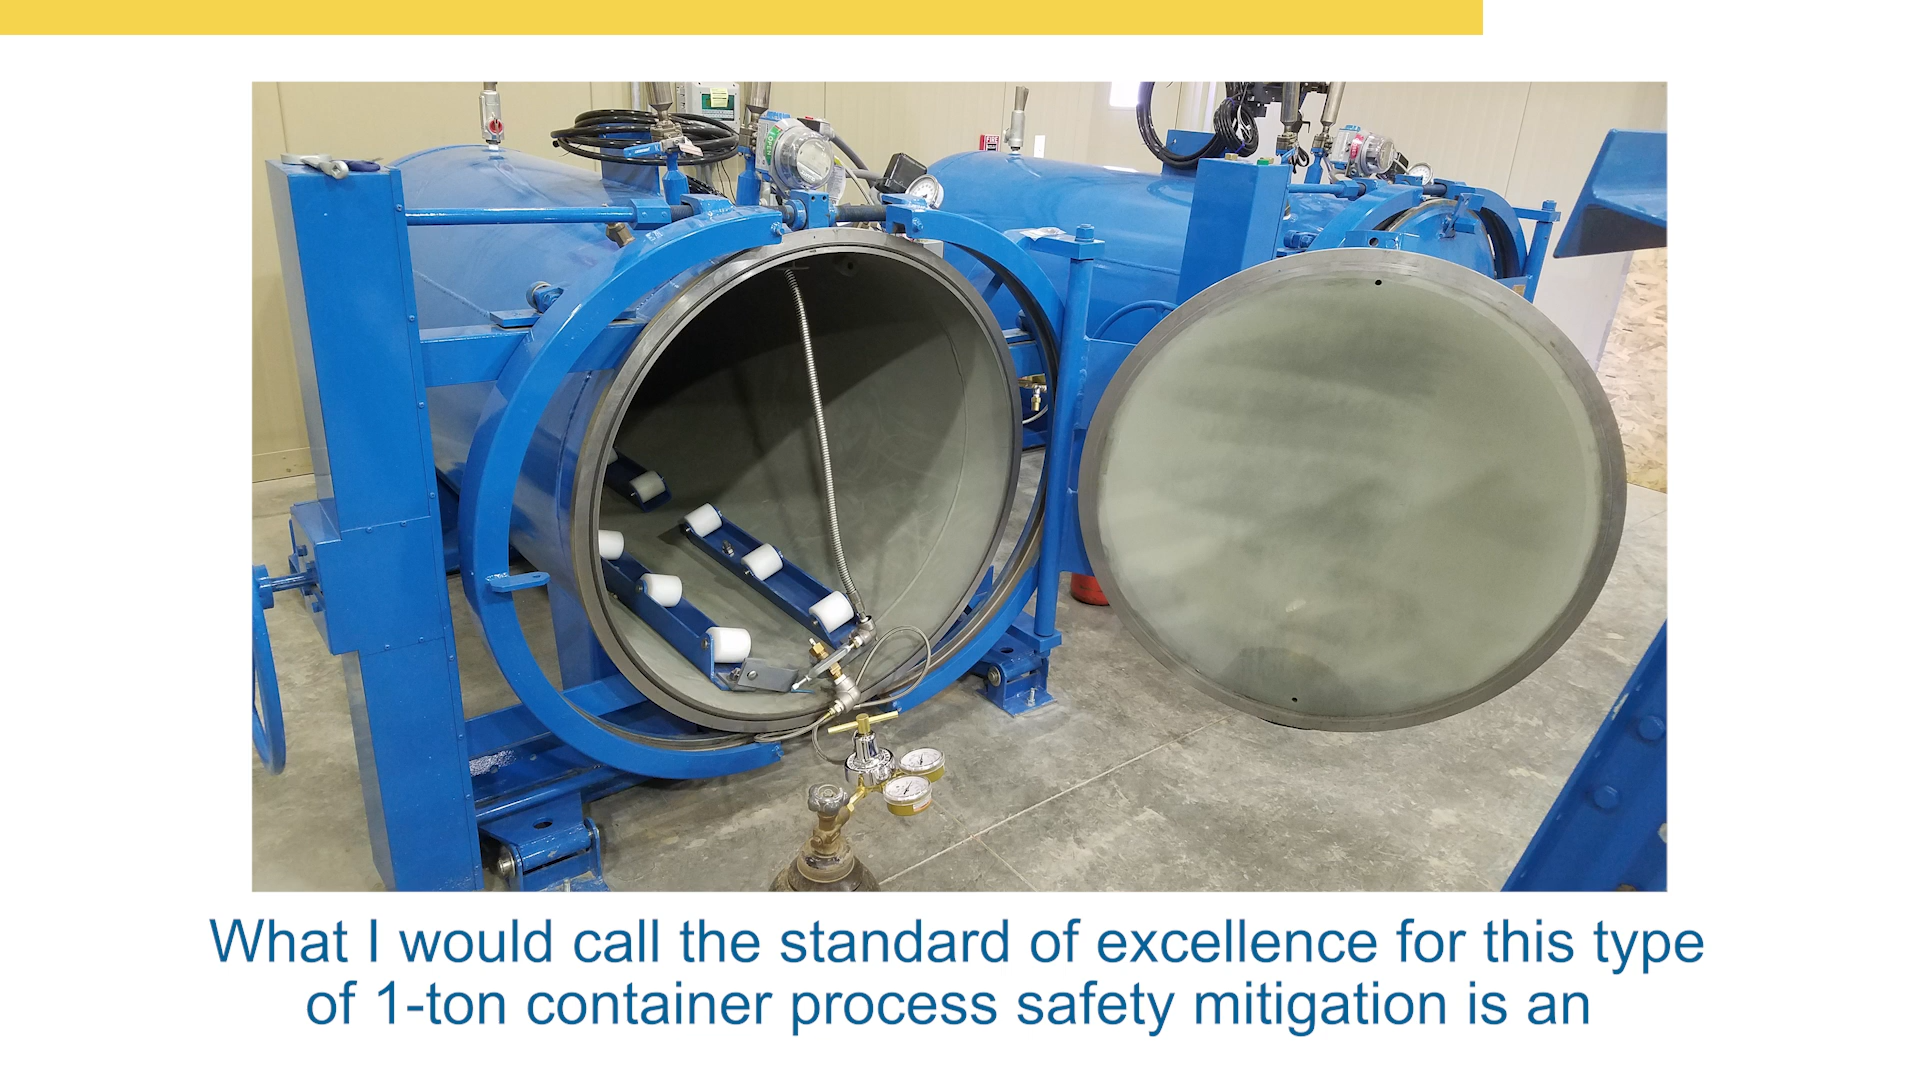 FIRE
What I would call the standard of excellence for this type
of 1-ton container process safety mitigation is an